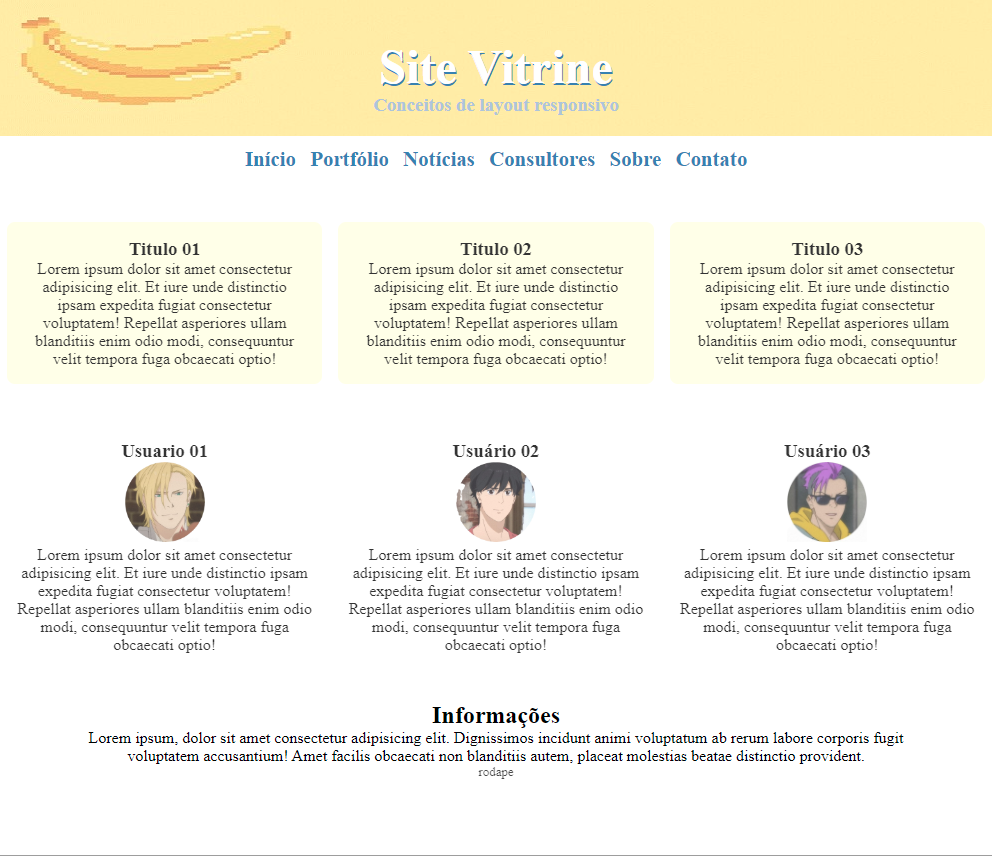 Site Vitrine
Conceitos de layout responsivo
Início Portfólio Notícias Consultores Sobre Contato
Titulo 01
Lorem ipsum dolor sit amet consectetur
adipisicing elit. Et iure unde distinctio
ipsam expedita fugiat consectetur
voluptatem! Repellat asperiores ullam
blanditiis enim odio modi, consequuntur
velit tempora fuga obcaecati optio!
Titulo 02
Lorem ipsum dolor sit amet consectetur
adipisicing elit. Et iure unde distinctio
ipsam expedita fugiat consectetur
voluptatem! Repellat asperiores ullam
blanditiis enim odio modi, consequuntur
velit tempora fuga obcaecati optio!
Titulo 03
Lorem ipsum dolor sit amet consectetur
adipisicing elit. Et iure unde distinctio
ipsam expedita fugiat consectetur
voluptatem! Repellat asperiores ullam
blanditiis enim odio modi, consequuntur
velit tempora fuga obcaecati optio!
Usuario 01
Lorem ipsum dolor sit amet consectetur
adipisicing elit. Et iure unde distinctio ipsam
expedita fugiat consectetur voluptatem!
Repellat asperiores ullam blanditiis enim odio
modi, consequuntur velit tempora fuga
obcaecati optio!
Usuário 02
Lorem ipsum dolor sit amet consectetur
adipisicing elit. Et iure unde distinctio ipsam
expedita fugiat consectetur voluptatem!
Repellat asperiores ullam blanditiis enim odio
modi, consequuntur velit tempora fuga
obcaecati optio!
Usuário 03
Lorem ipsum dolor sit amet consectetur
adipisicing elit. Et iure unde distinctio ipsam
expedita fugiat consectetur voluptatem!
Repellat asperiores ullam blanditiis enim odio
modi, consequuntur velit tempora fuga
obcaecati optio!
Informações
Lorem ipsum, dolor sit amet consectetur adipisicing elit. Dignissimos incidunt animi voluptatum ab rerum labore corporis fugit
voluptatem accusantium! Amet facilis obcaecati non blanditiis autem, placeat molestias beatae distinctio provident.
rodape